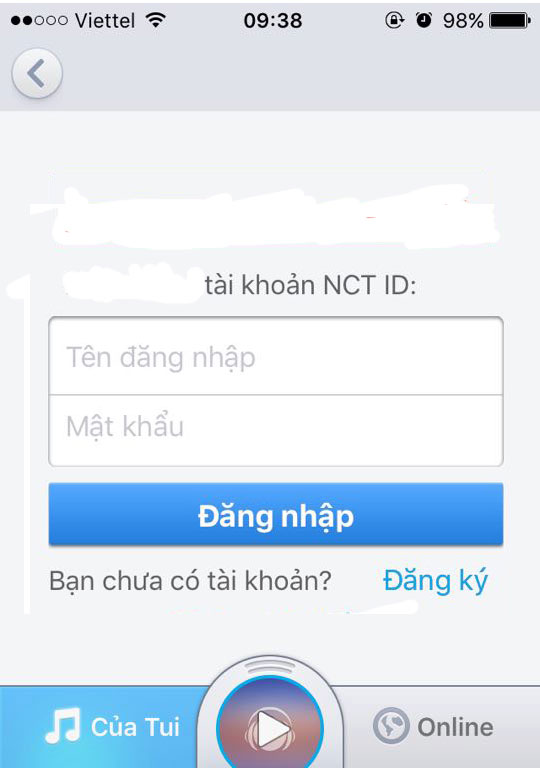 Viettel 09:38 98%
tài khoản NCT ID:
Tên đăng nhập
Mật khẩu
Đăng nhập
Bạn chưa có tài khoản? Đăng ký
Của Tui Online